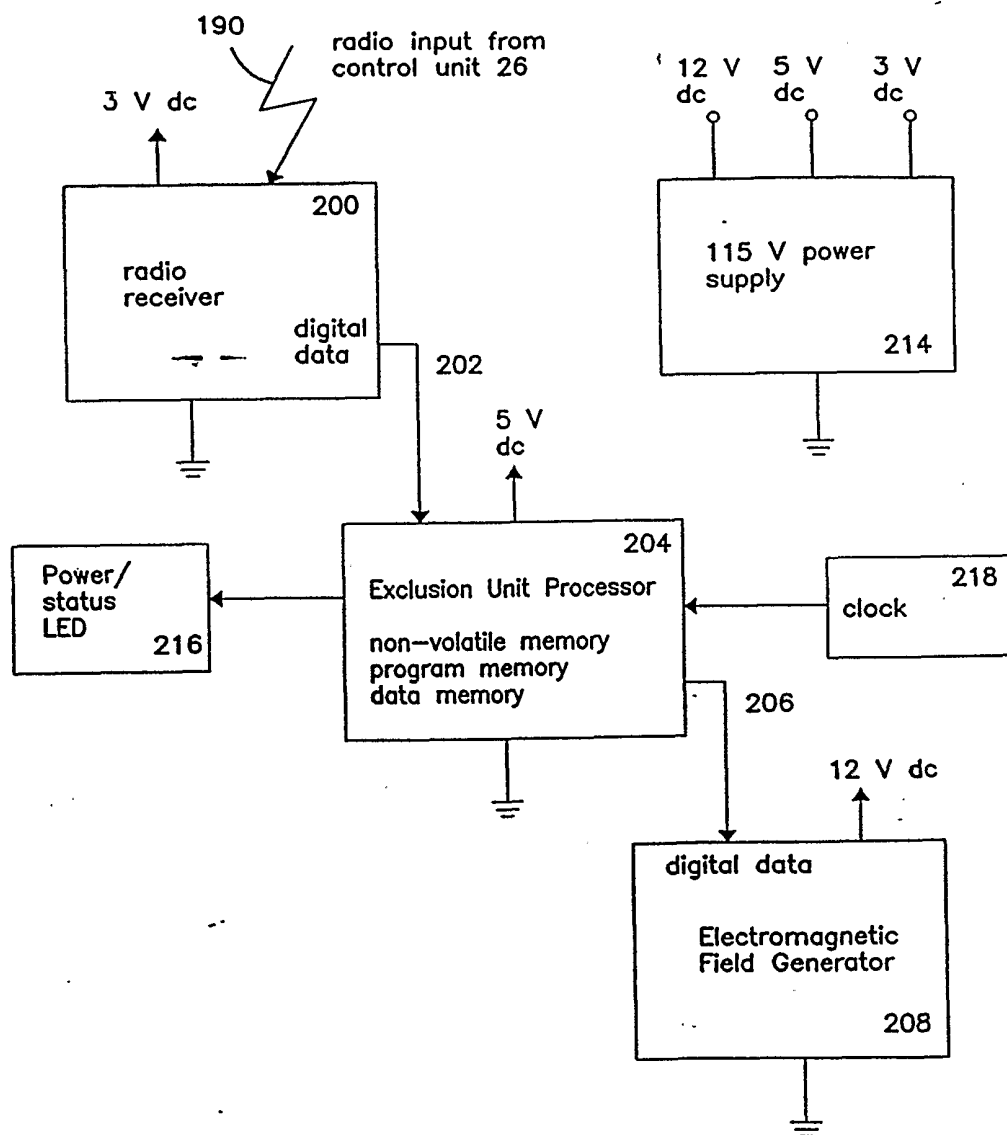 190
radio input from
control unit 26
3 V dc
200
radio
receiver
digital
data
202
12 V
dc
5 V
dc
3 V
dc
115 V power
supply
214
5 V
dc
204
Exclusion Unit Processor
non-volatile memory
program memory
data memory
Power/
status
LED
216
218
clock
206
12 V dc
digital data
Electromagnetic
Field Generator
208